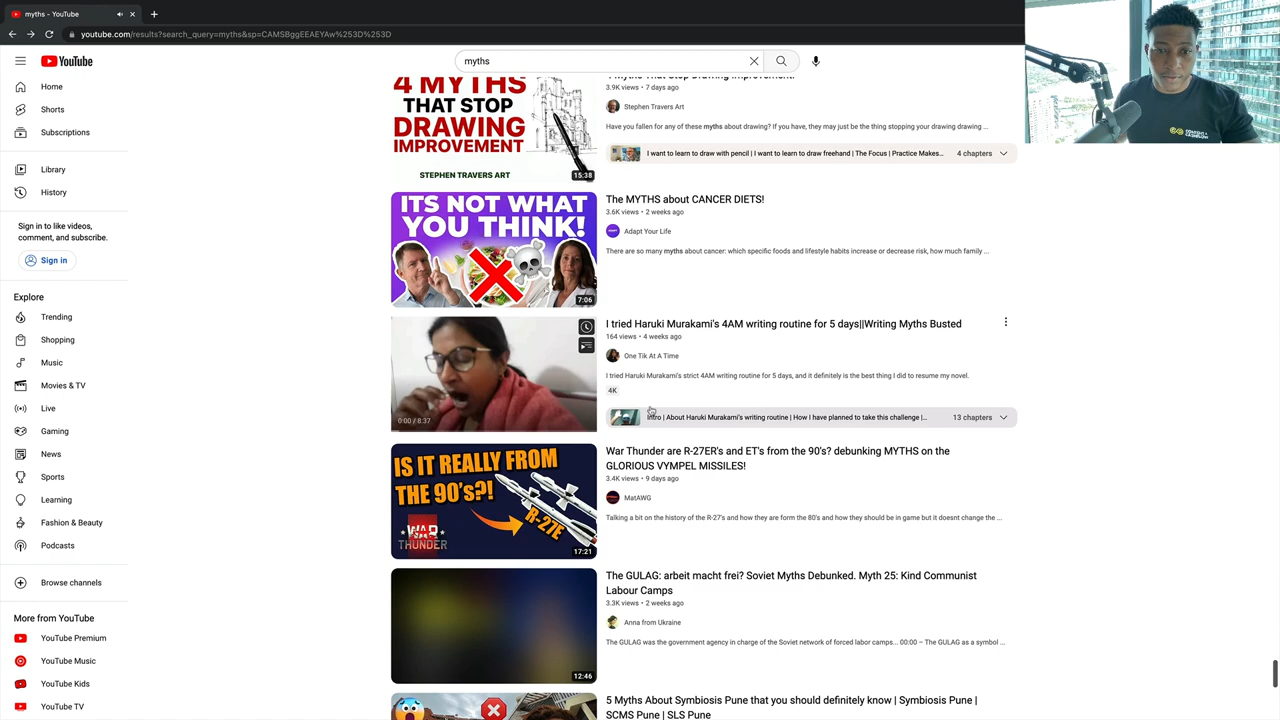 myths - YouTube
youtube.com/results?search_query=myths&sp=CAMSBggEEAEYAw%253D%253D
YouTube
myths
Home
Shorts
Subscriptions
Library
History
Sign in to like videos,
comment, and subscribe.
Sign in
Explore
Trending
Shopping
Music
Movies & TV
Live
Gaming
News
Sports
Learning
Fashion & Beauty
Podcasts
Browse channels
More from YouTube
YouTube Premium
YouTube Music
YouTube Kids
YouTube TV
4 MYTHS
THAT STOP
DRAWING
IMPROVEMENT
STEPHEN TRAVERS ART
15:38
4 Myths That Stop Drawing Improvement!
3.9K views • 7 days ago
Stephen Travers Art
Have you fallen for any of these myths about drawing? If you have, they may just be the thing stopping your drawing drawing ...
I want to learn to draw with pencil | I want to learn to draw freehand | The Focus | Practice Makes...
4 chapters
ITS NOT WHAT
YOU THINK!
7:06
The MYTHS about CANCER DIETS!
3.6K views • 2 weeks ago
Adapt Your Life
There are so many myths about cancer: which specific foods and lifestyle habits increase or decrease risk, how much family ...
0:00 / 8:37
I tried Haruki Murakami's 4AM writing routine for 5 days||Writing Myths Busted
164 views • 4 weeks ago
One Tik At A Time
I tried Haruki Murakami's strict 4AM writing routine for 5 days, and it definitely is the best thing I did to resume my novel.
4K
Intro | About Haruki Murakami's writing routine | How I have planned to take this challenge |...
13 chapters
IS IT REALLY FROM
THE 90's?!
R-27E
WAR
THUNDER
17:21
War Thunder are R-27ER's and ET's from the 90's? debunking MYTHS on the
GLORIOUS VYMPEL MISSILES!
3.4K views • 9 days ago
MatAWG
Talking a bit on the history of the R-27's and how they are form the 80's and how they should be in game but it doesnt change the ...
12:46
The GULAG: arbeit macht frei? Soviet Myths Debunked. Myth 25: Kind Communist
Labour Camps
3.3K views • 2 weeks ago
Anna from Ukraine
The GULAG was the government agency in charge of the Soviet network of forced labor camps... 00:00 – The GULAG as a symbol ...
5 Myths About Symbiosis Pune that you should definitely know | Symbiosis Pune |
SCMS Pune | SLS Pune